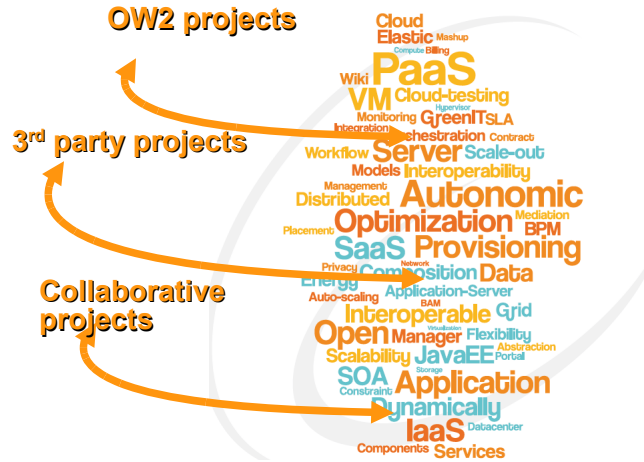 OW2 projects
3rd party projects
Collaborative
projects
Cloud
Elastic Mashup
Compute Billing
Wiki PaaS
VM Cloud-testing
Hypervisor
Monitoring GreenIT SLA
Integration Orchestration Contract
Workflow Server Scale-out
Models Interoperability
Management
Distributed Autonomic
Optimization Mediation
Placement BPM
SaaS Provisioning
Privacy Network
Energy Composition Data
Auto-scaling Application-Server
BAM
Interoperable Grid
Open Manager Virtualization Flexibility
Abstraction
Scalability JavaEE Portal
SOA Storage
Constraint Application
Dynamically
IaaS Datacenter
Components Services